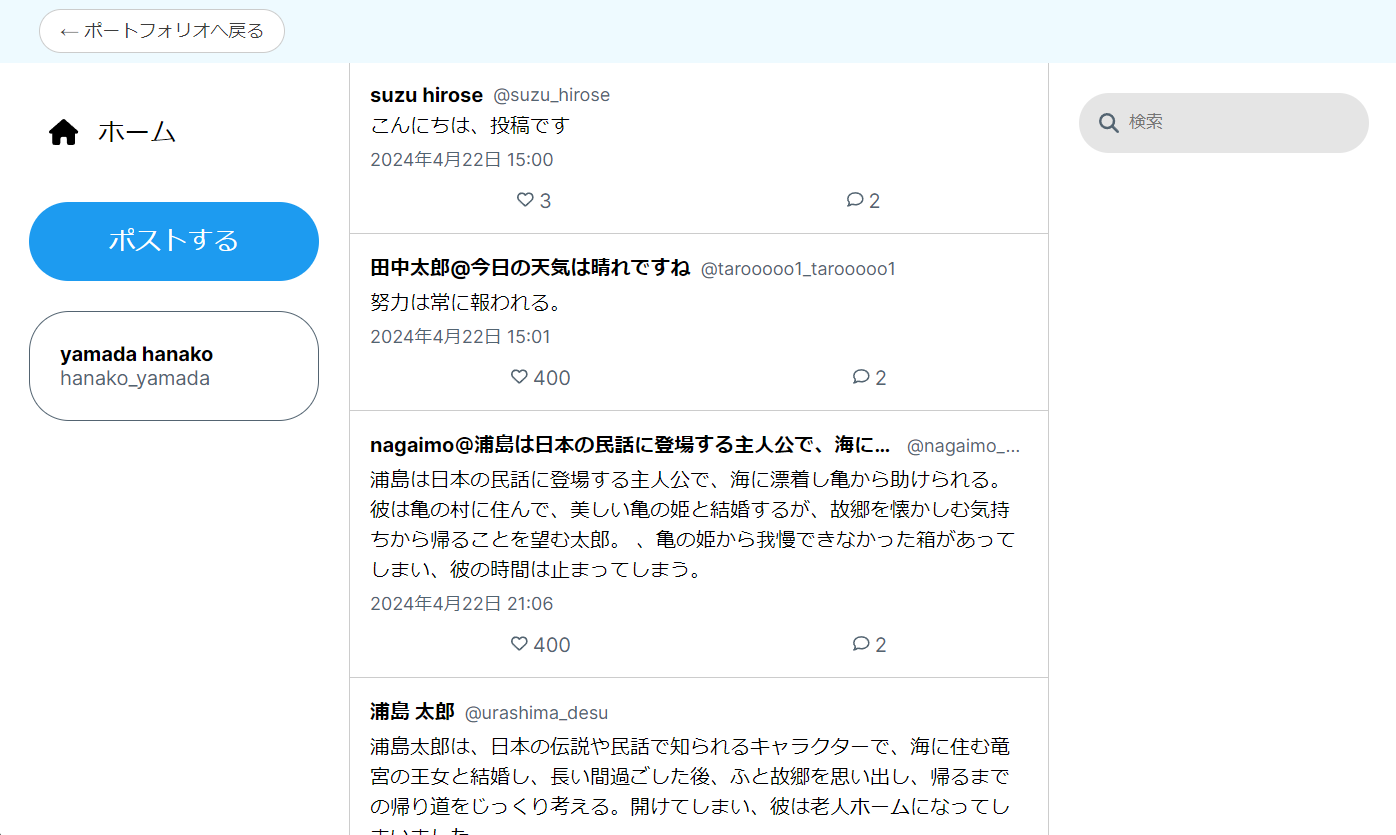 ← ポートフォリオへ戻る
ホーム
ポストする
yamada hanako
hanako_yamada
suzu hirose @suzu_hirose
こんにちは、投稿です
2024年4月22日 15:00
3 2
田中太郎@今日の天気は晴れですね @tarooooo1_tarooooo1
努力は常に報われる。
2024年4月22日 15:01
400 2
nagaimo@浦島は日本の民話に登場する主人公で、海に... @nagaimo_...
浦島は日本の民話に登場する主人公で、海に漂着し亀から助けられる。
彼は亀の村に住んで、美しい亀の姫と結婚するが、故郷を懐かしむ気持
ちから帰ることを望む太郎。 、亀の姫から我慢できなかった箱があって
しまい、彼の時間は止まってしまう。
2024年4月22日 21:06
400 2
浦島 太郎 @urashima_desu
浦島太郎は、日本の伝説や民話で知られるキャラクターで、海に住む竜
宮の王女と結婚し、長い間過ごした後、ふと故郷を思い出し、帰るまで
の帰り道をじっくり考える。開けてしまい、彼は老人ホームになってし
まいました
検索